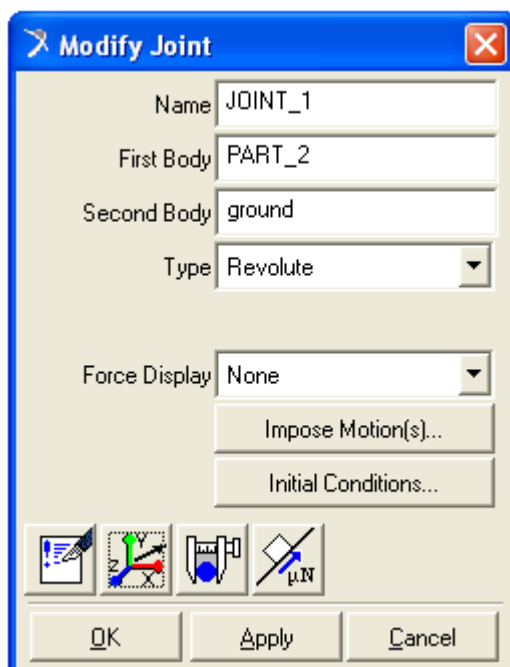 Modify Joint
Name JOINT_1
First Body PART_2
Second Body ground
Type Revolute
Force Display None
Impose Motion(s)...
Initial Conditions...
Y
Z X
μN
OK Apply Cancel